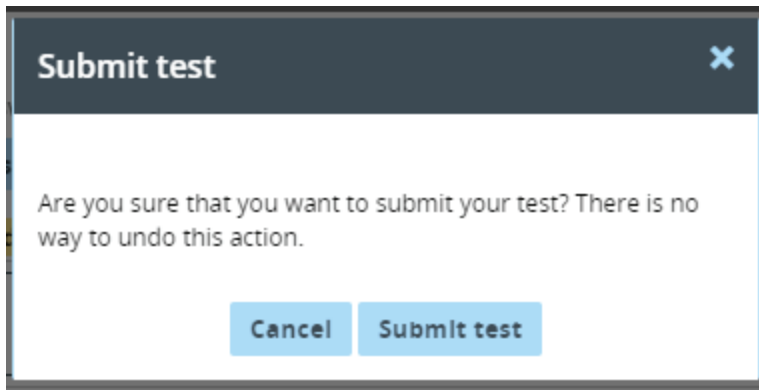 Submit test
Are you sure that you want to submit your test? There is no
way to undo this action.
Cancel
Submit test